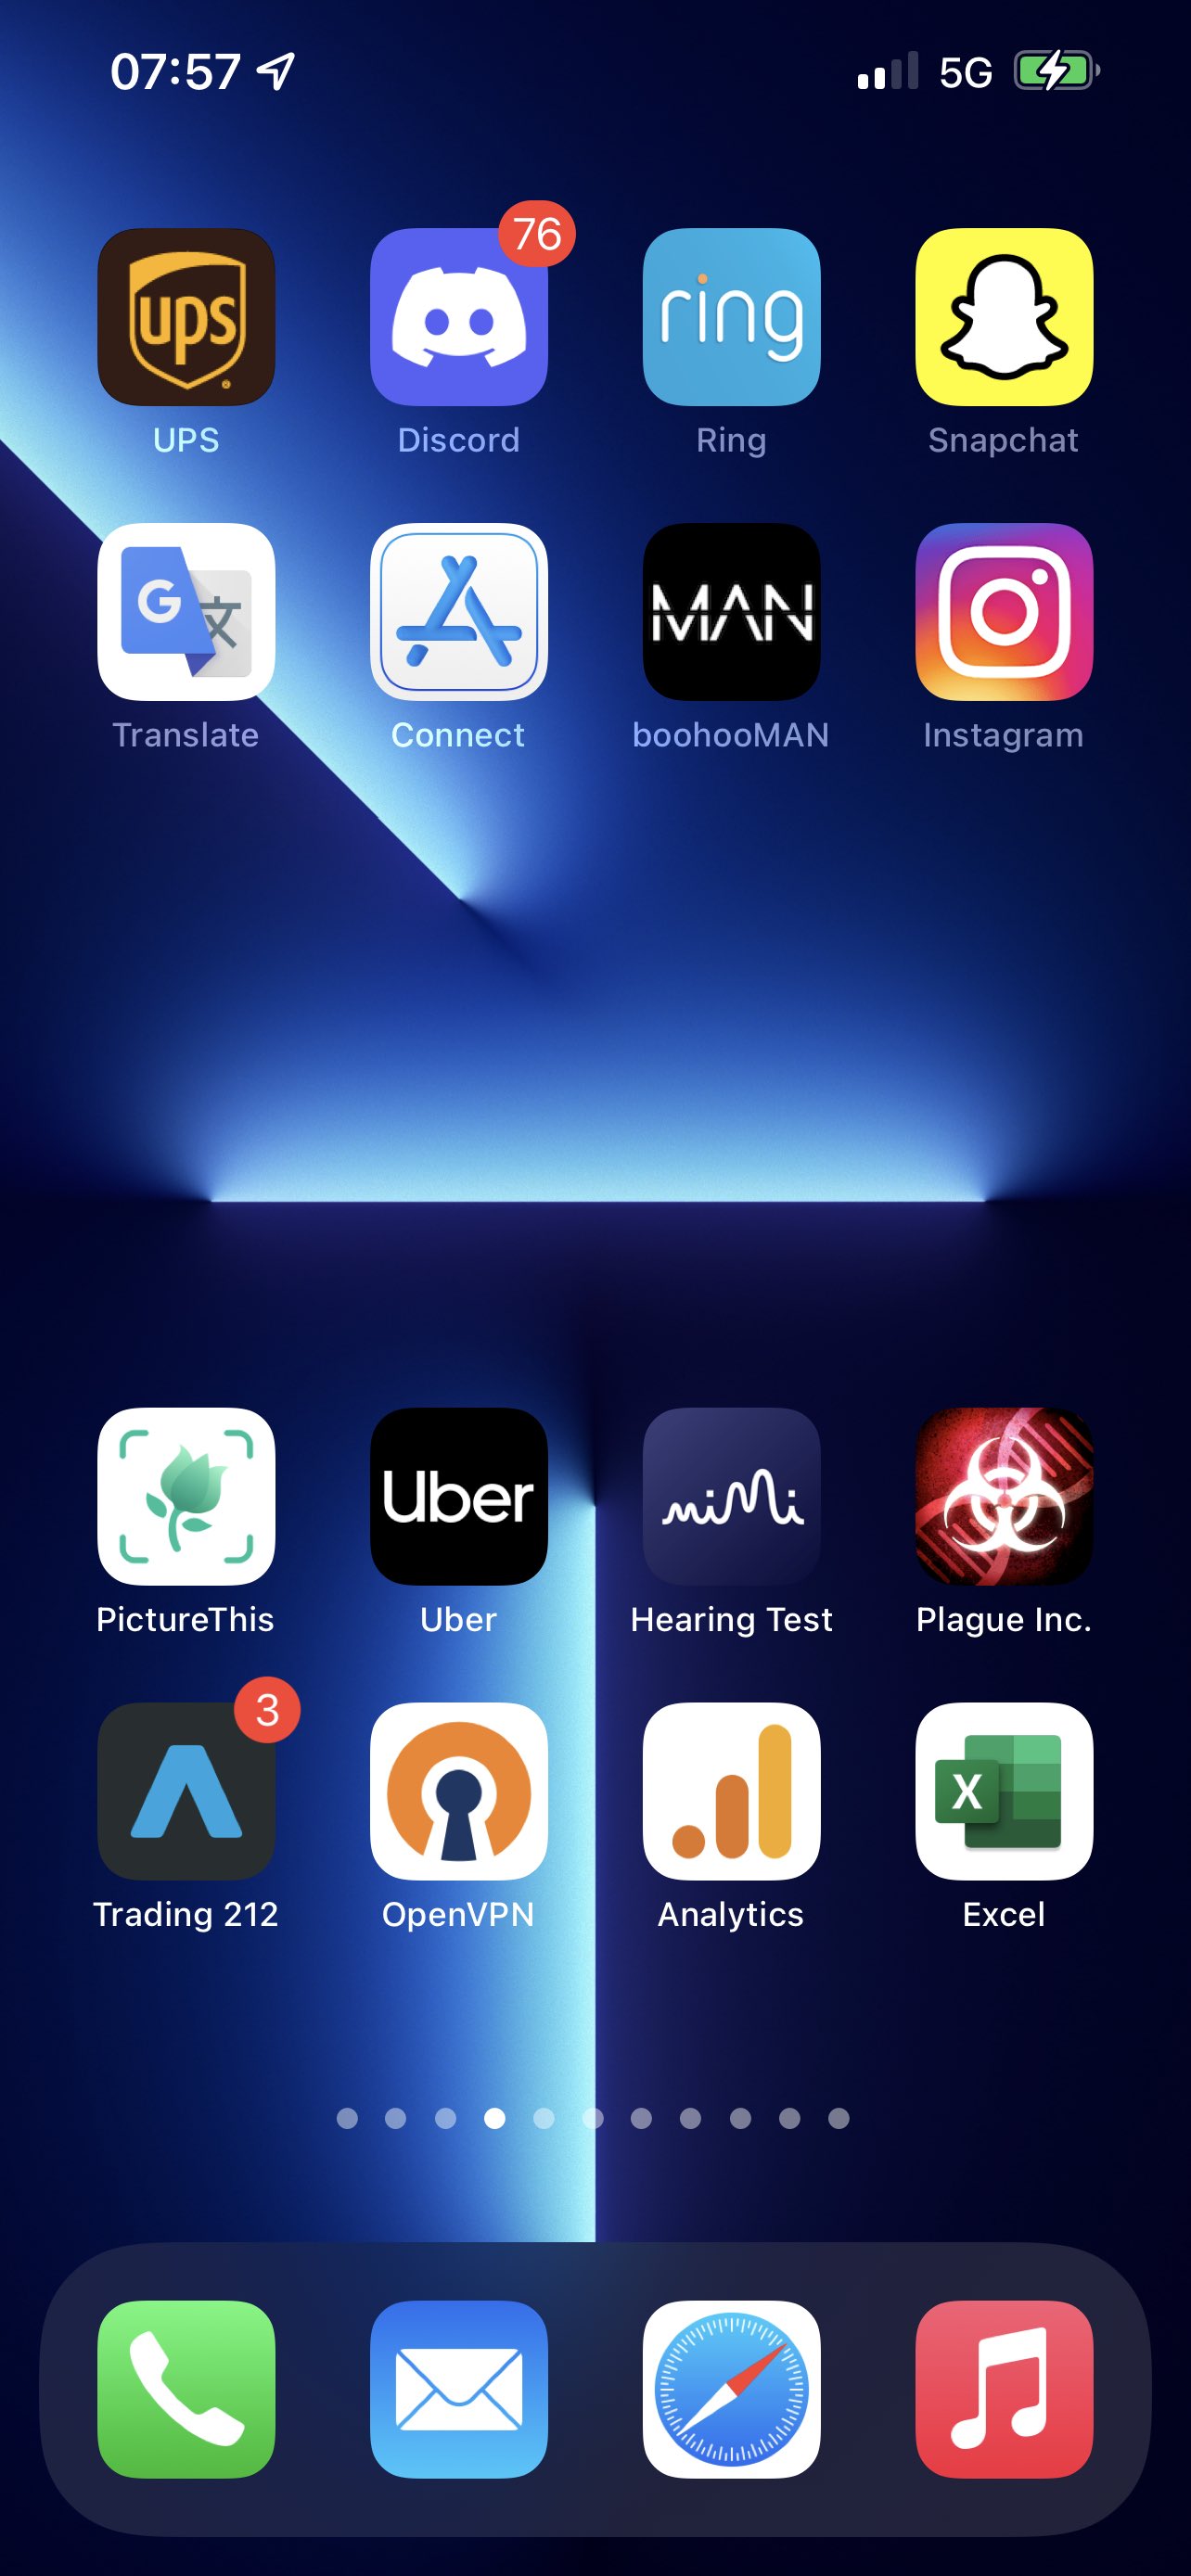 07:57 5G
76
ups
ring
UPS Discord Ring Snapchat
G 文 MAN
Translate Connect boohooMAN Instagram
Uber miMi
PictureThis Uber Hearing Test Plague Inc.
3
X
Trading 212 OpenVPN Analytics Excel